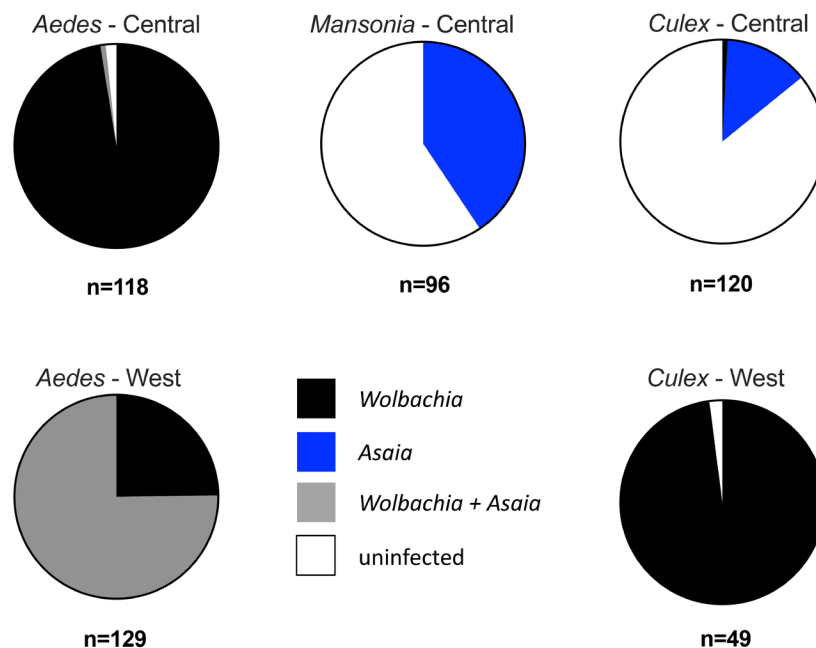 Aedes - Central
Mansonia - Central
Culex - Central
n=118
n=96
n=120
Aedes - West
Culex - West
Wolbachia
Asaia
Wolbachia + Asaia
uninfected
n=129
n=49